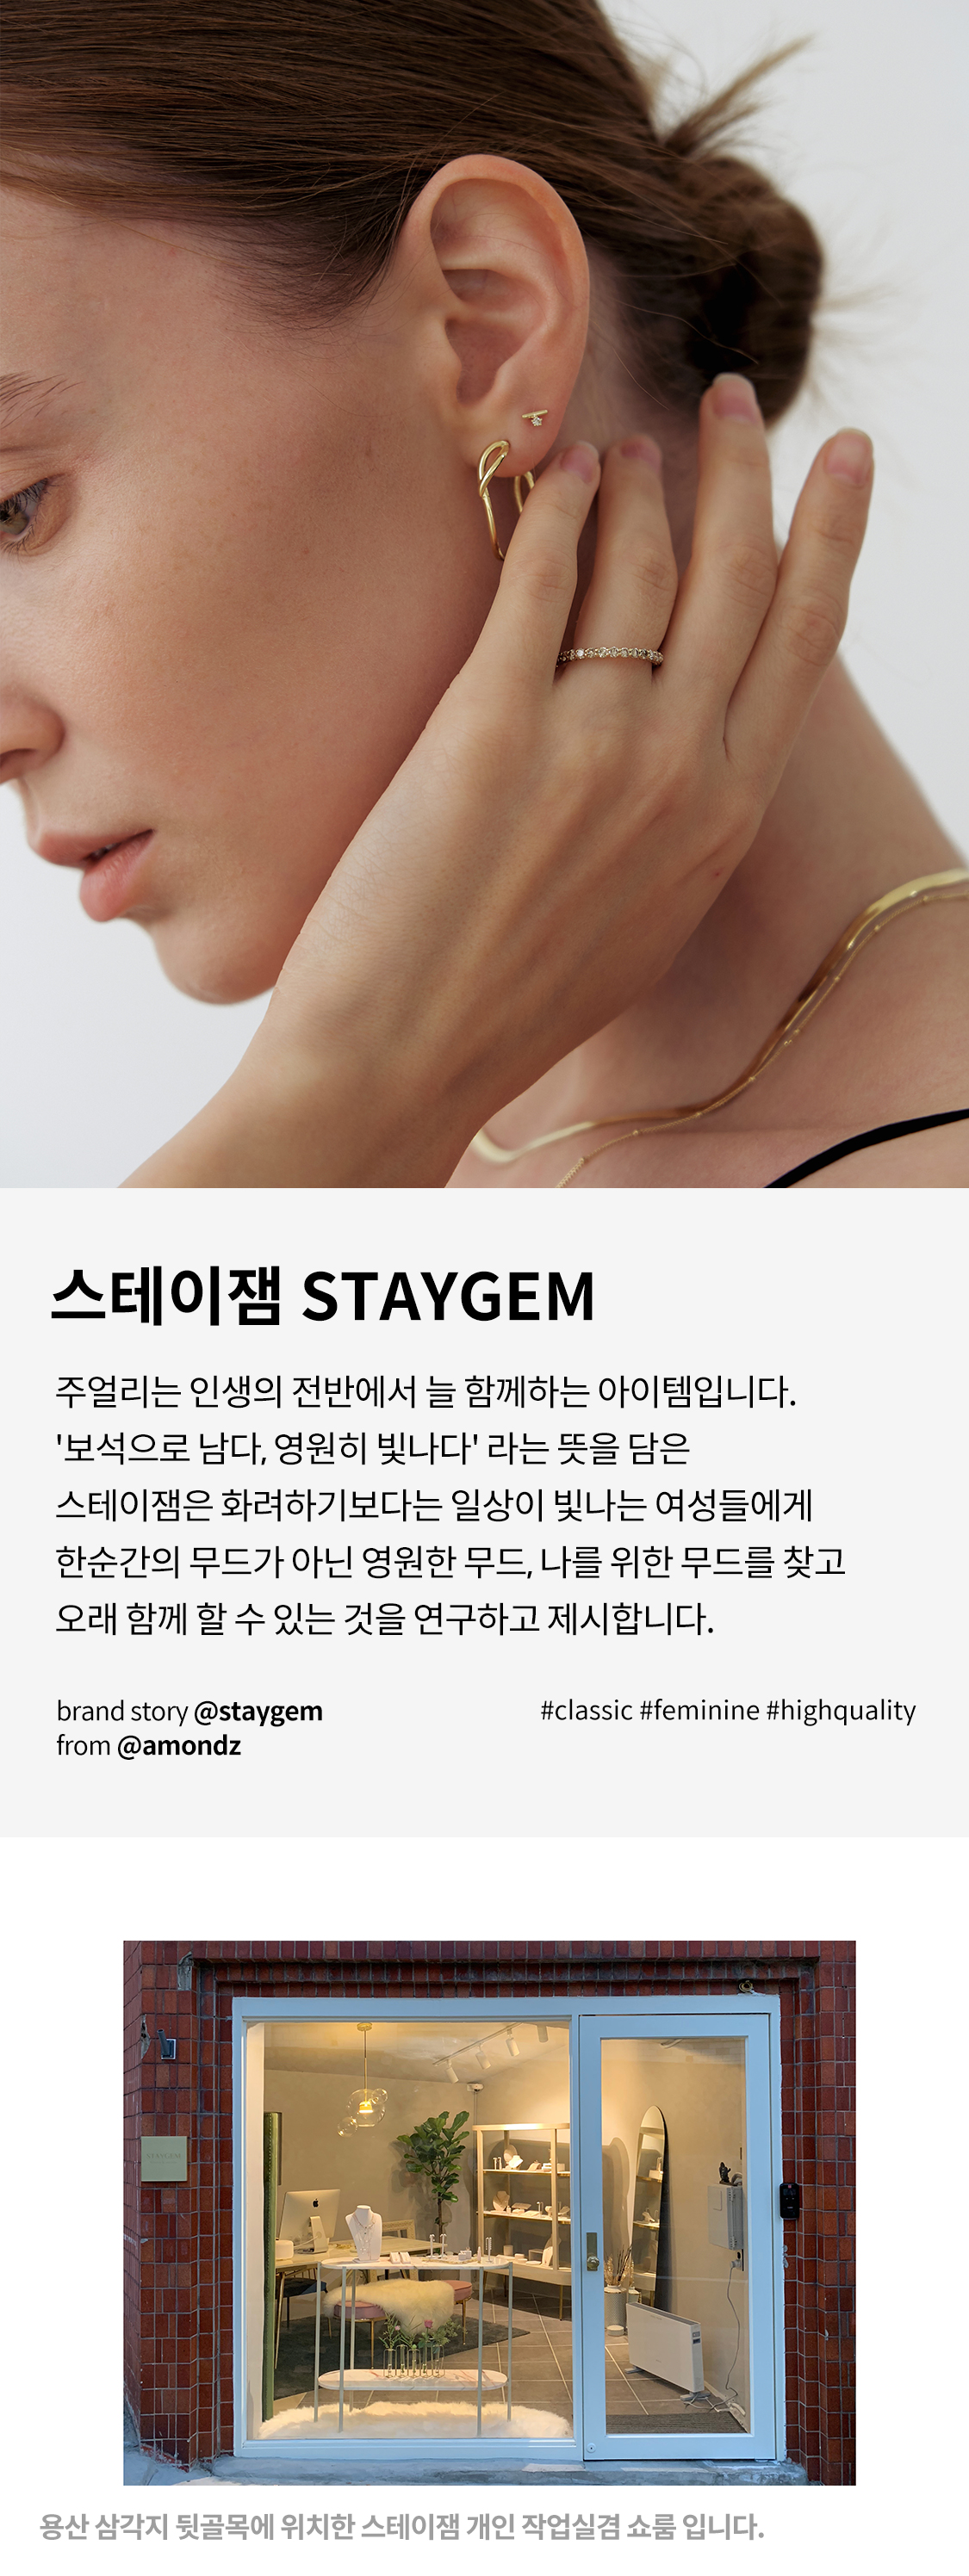 스테이잼 STAYGEM
주얼리는 인생의 전반에서 늘 함께하는 아이템입니다.
'보석으로 남다, 영원히 빛나다' 라는 뜻을 담은
스테이잼은 화려하기보다는 일상이 빛나는 여성들에게
한순간의 무드가 아닌 영원한 무드, 나를 위한 무드를 찾고
오래 함께 할 수 있는 것을 연구하고 제시합니다.
brand story @staygem
from @amondz
#classic #feminine #highquality
STAYGEM
용산 삼각지 뒷골목에 위치한 스테이잼 개인 작업실겸 쇼룸 입니다.